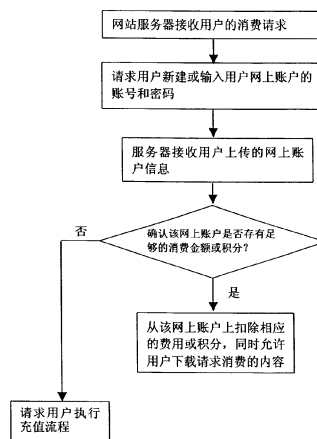 网站服务器接收用户的消费请求
请求用户新建或输入用户网上账户的
账号和密码
服务器接收用户上传的网上账
户信息
确认该网上账户是否存有足
够的消费金额或积分？
否
是
从该网上账户上扣除相应
的费用或积分，同时允许
用户下载请求消费的内容
请求用户执行
充值流程